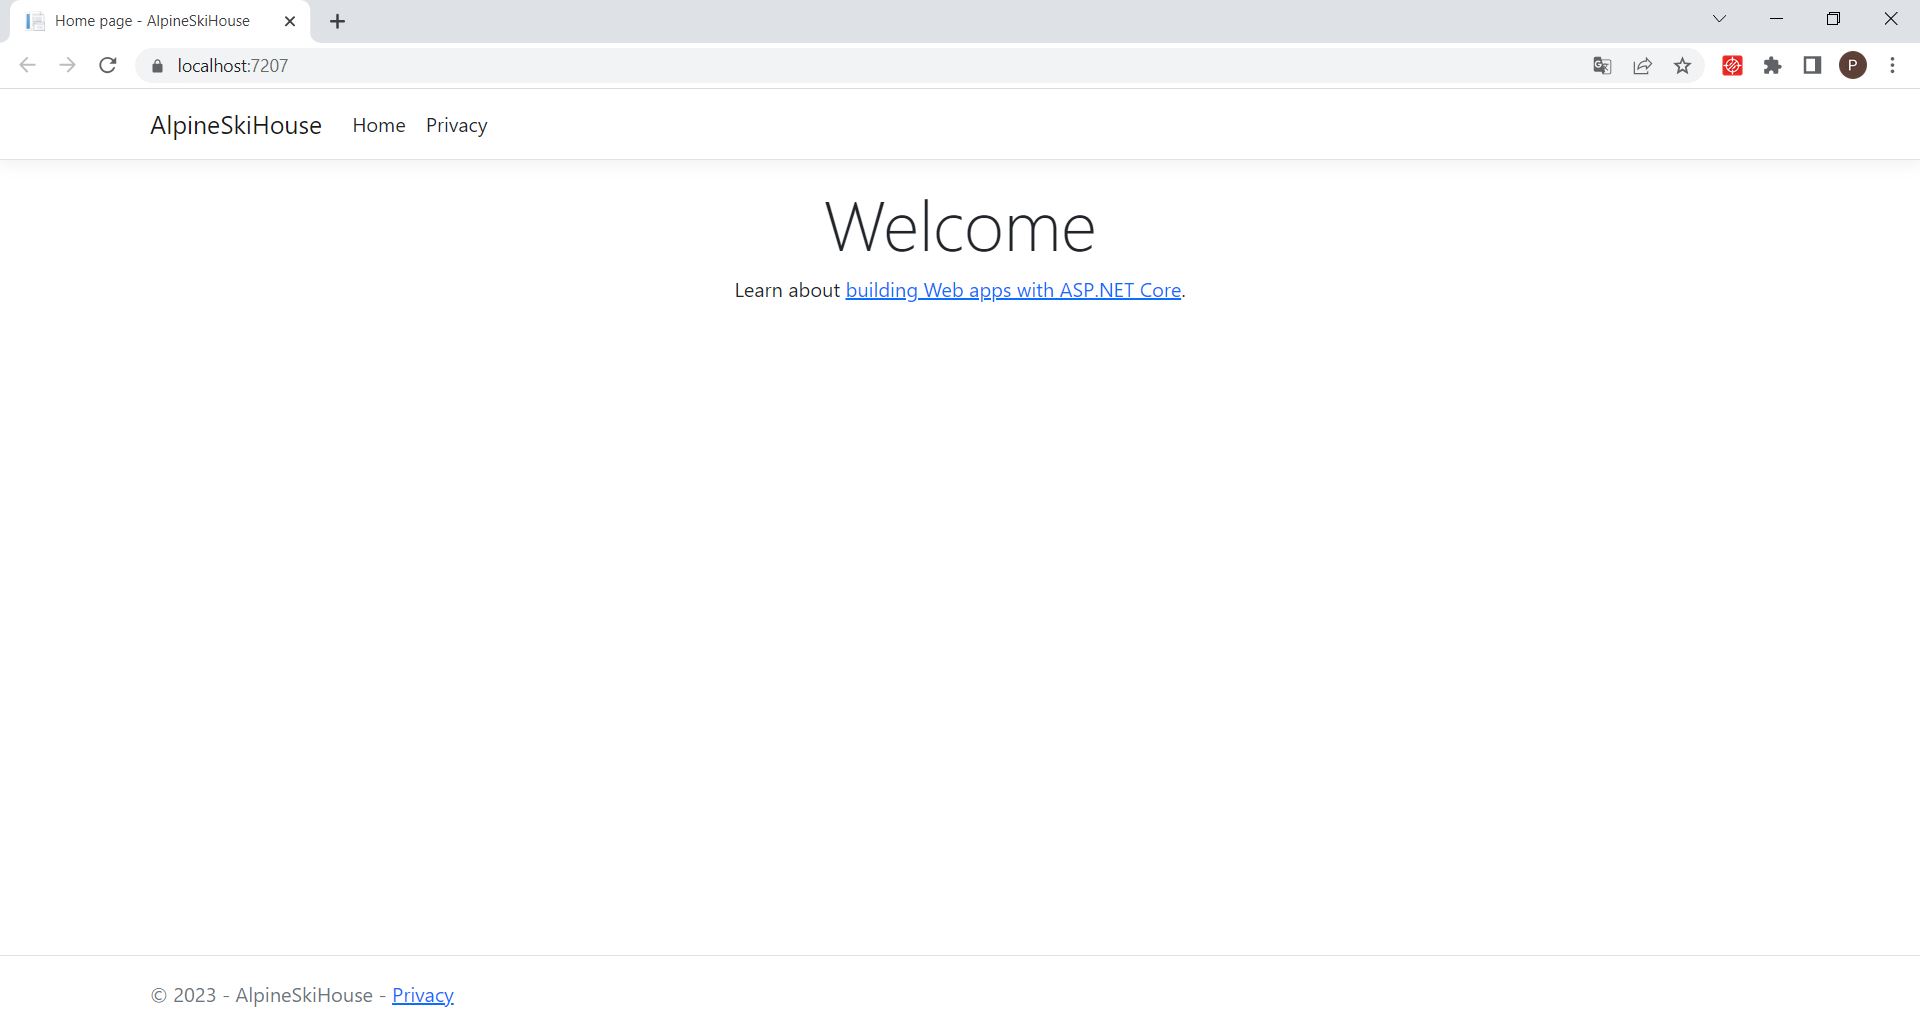 Home page - AlpineSkiHouse
localhost:7207
P
AlpineSkiHouse Home Privacy
Welcome
Learn about building Web apps with ASP.NET Core.
© 2023 - AlpineSkiHouse - Privacy